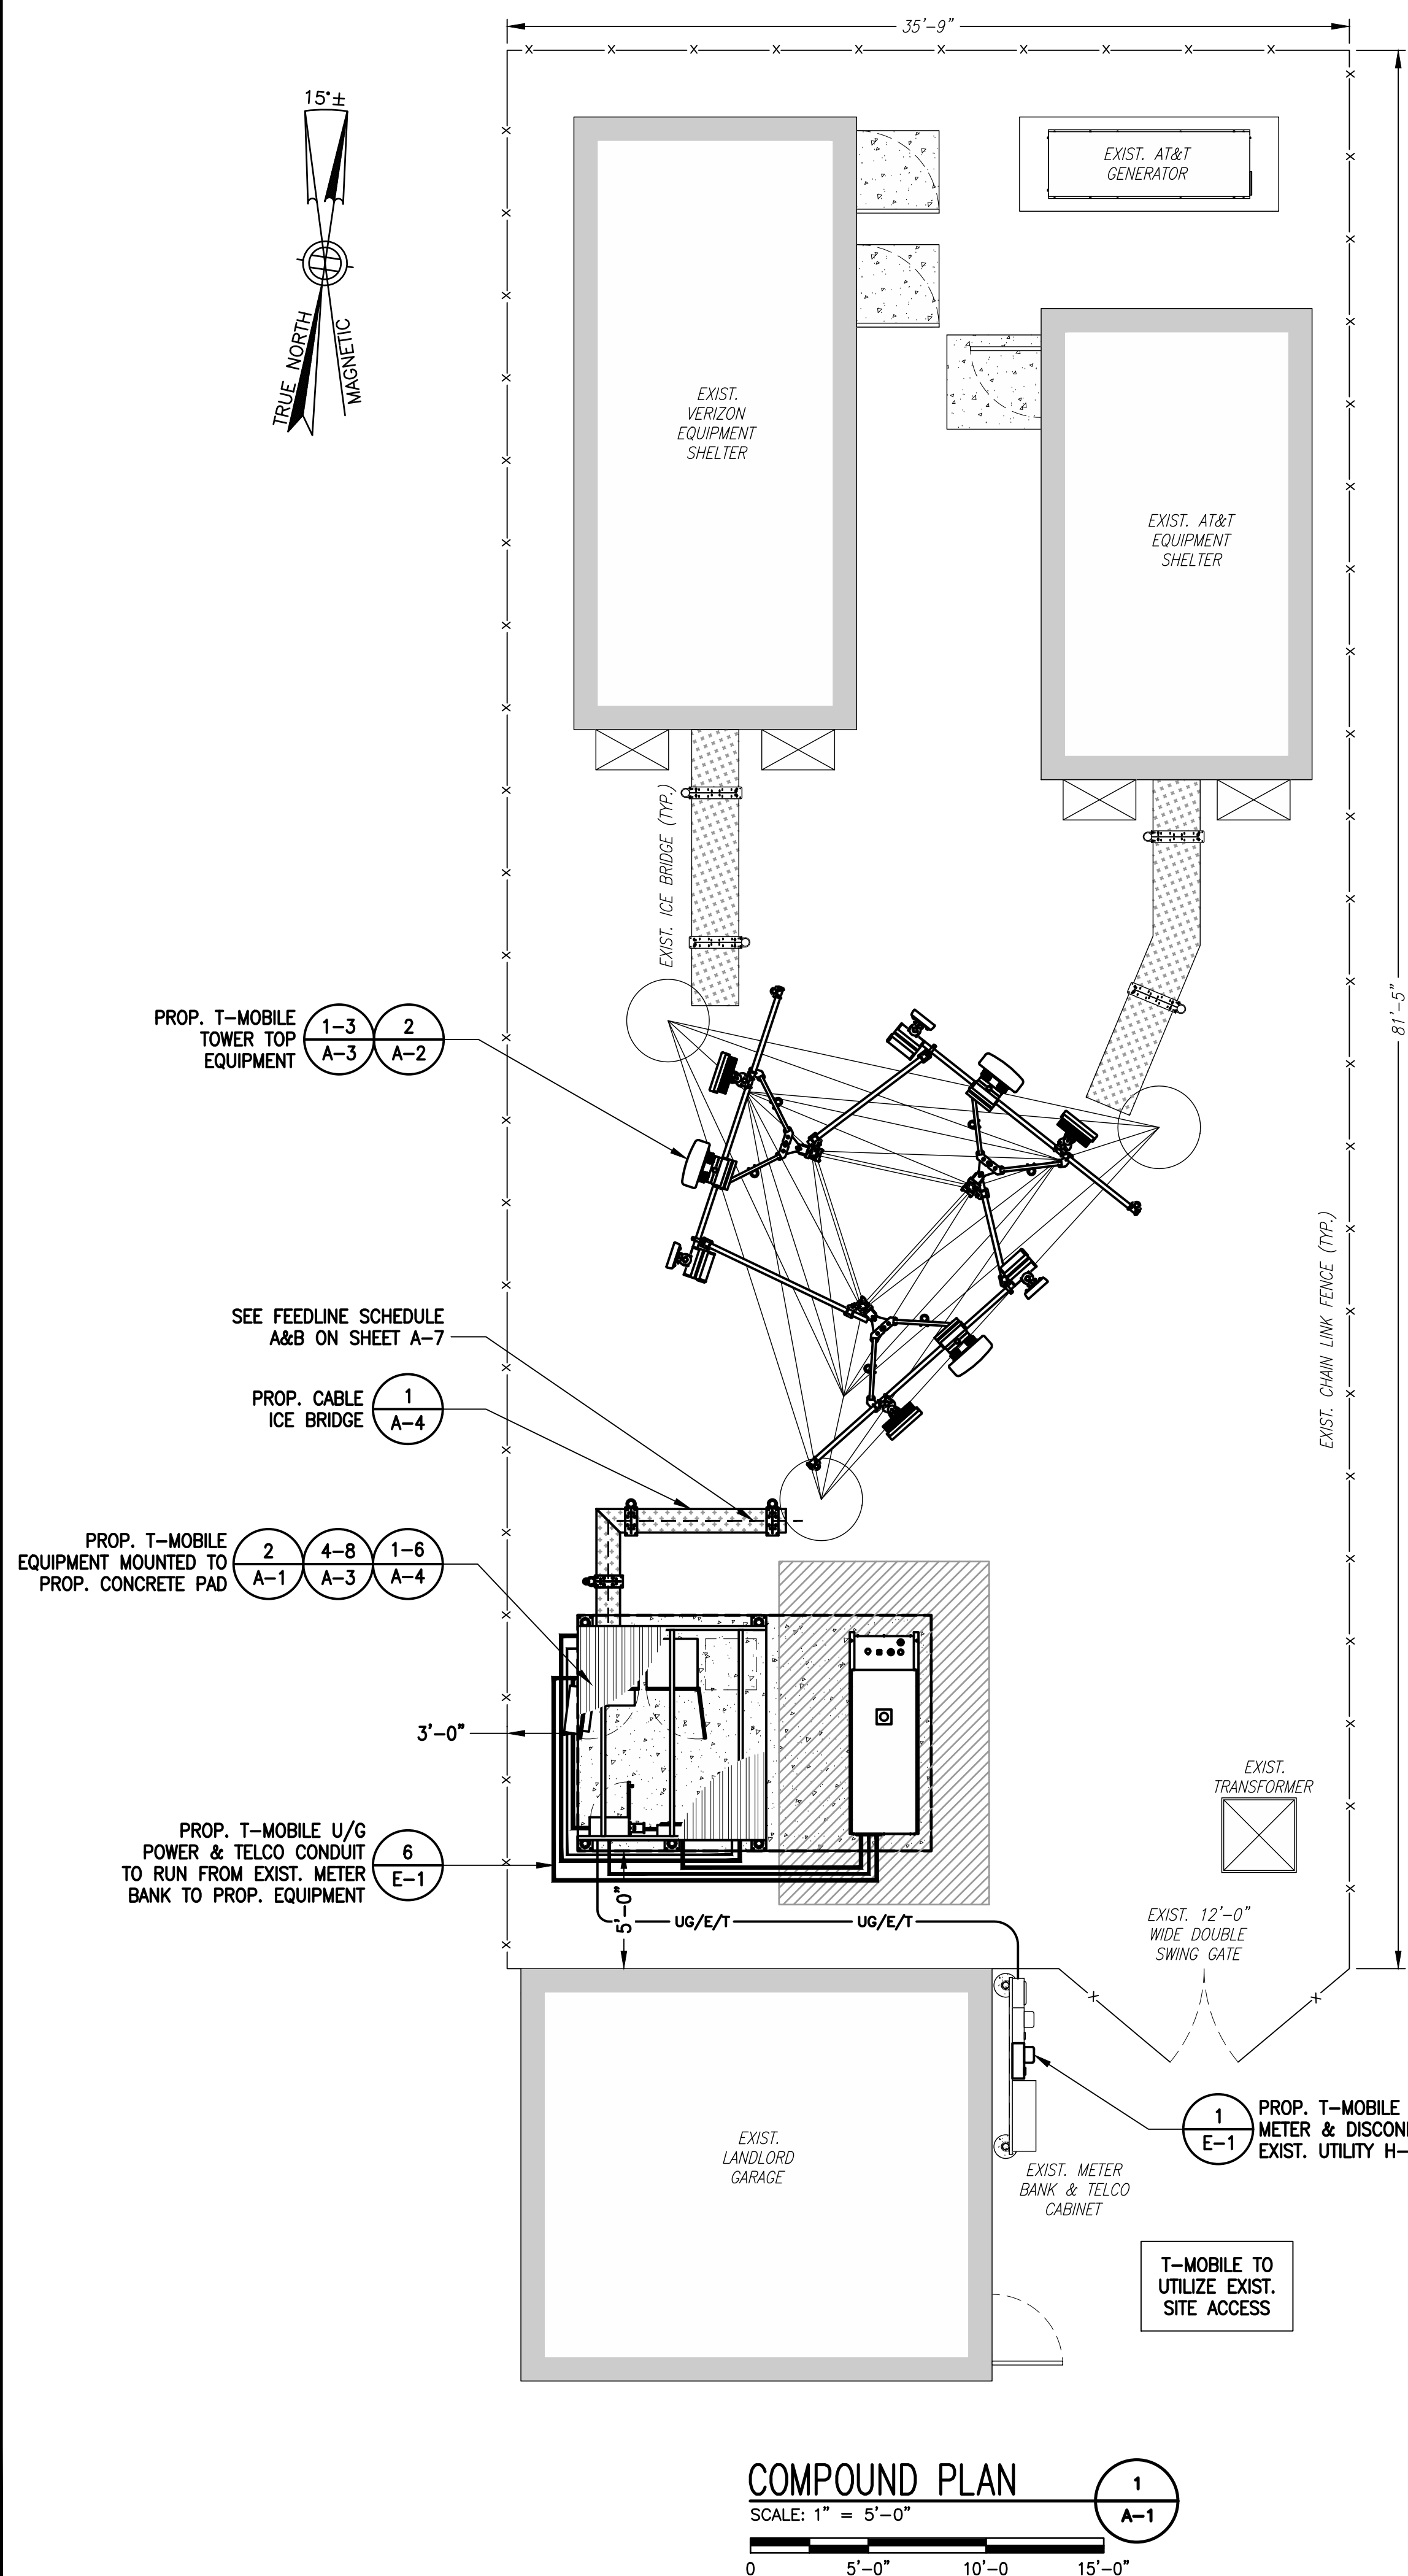 35'-9"
15°±
TRUE NORTH
MAGNETIC
EXIST. AT&T
GENERATOR
EXIST.
VERIZON
EQUIPMENT
SHELTER
EXIST. AT&T
EQUIPMENT
SHELTER
81'-5"
EXIST. ICE BRIDGE (TYP.)
PROP. T-MOBILE
TOWER TOP
EQUIPMENT
1-3
A-3
2
A-2
EXIST. CHAIN LINK FENCE (TYP.)
SEE FEEDLINE SCHEDULE
A&B ON SHEET A-7
PROP. CABLE
ICE BRIDGE
1
A-4
PROP. T-MOBILE
EQUIPMENT MOUNTED TO
PROP. CONCRETE PAD
2
A-1
4-8
A-3
1-6
A-4
3'-0"
EXIST.
TRANSFORMER
PROP. T-MOBILE U/G
POWER & TELCO CONDUIT
TO RUN FROM EXIST. METER
BANK TO PROP. EQUIPMENT
6
E-1
5'-0"
UG/E/T
UG/E/T
EXIST. 12'-0"
WIDE DOUBLE
SWING GATE
1
E-1
PROP. T-MOBILE
METER & DISCON
EXIST. UTILITY H-
EXIST.
LANDLORD
GARAGE
EXIST. METER
BANK & TELCO
CABINET
T-MOBILE TO
UTILIZE EXIST.
SITE ACCESS
COMPOUND PLAN
SCALE: 1" = 5'-0"
1
A-1
0 5'-0" 10'-0 15'-0"